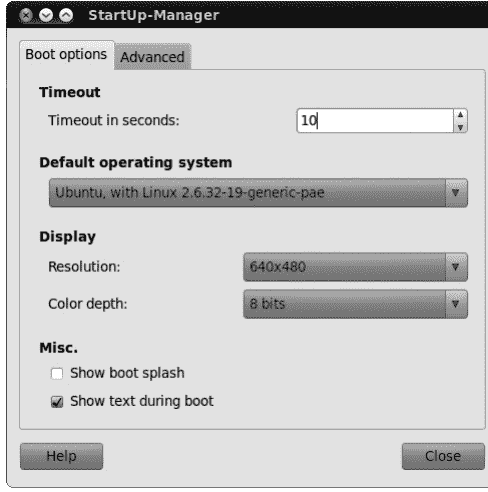 StartUp-Manager
Boot options Advanced
Timeout
Timeout in seconds: 10
Default operating system
Ubuntu, with Linux 2.6.32-19-generic-pae
Display
Resolution: 640x480
Color depth: 8 bits
Misc.
Show boot splash
Show text during boot
Help Close